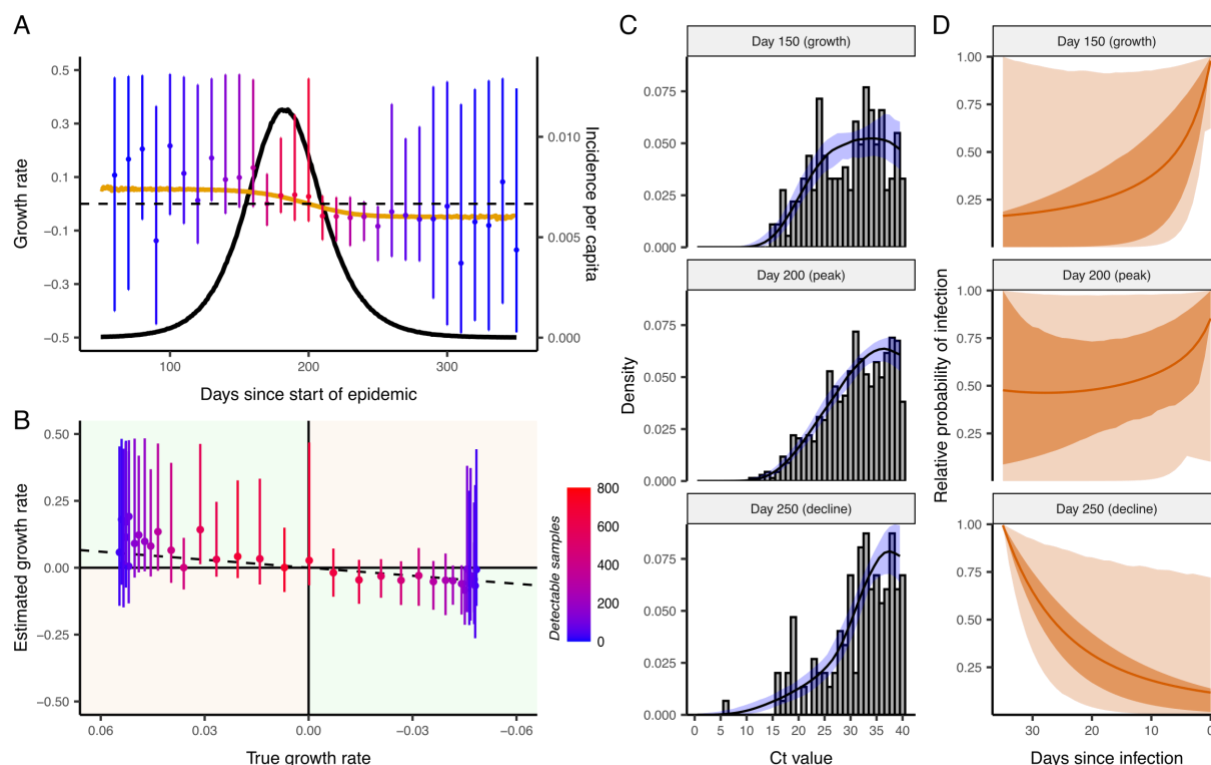 A
0.5
0.3
0.1
−0.1
−0.3
−0.5
Growth rate
0.010
0.005
0.000
Incidence per capita
100
200
300
Days since start of epidemic
B
0.50
0.25
0.00
−0.25
−0.50
Estimated growth rate
0.06
0.03
0.00
−0.03
−0.06
True growth rate
Detectable samples
800
600
400
200
0
C
Day 150 (growth)
0.075
0.050
0.025
0.000
Day 200 (peak)
0.075
0.050
0.025
0.000
Day 250 (decline)
0.075
0.050
0.025
0.000
Density
0 5 10 15 20 25 30 35 40
Ct value
D
Day 150 (growth)
1.00
0.75
0.50
0.25
Day 200 (peak)
1.00
0.75
0.50
0.25
Day 250 (decline)
1.00
0.75
0.50
0.25
Relative probability of infection
30 20 10 0
Days since infection